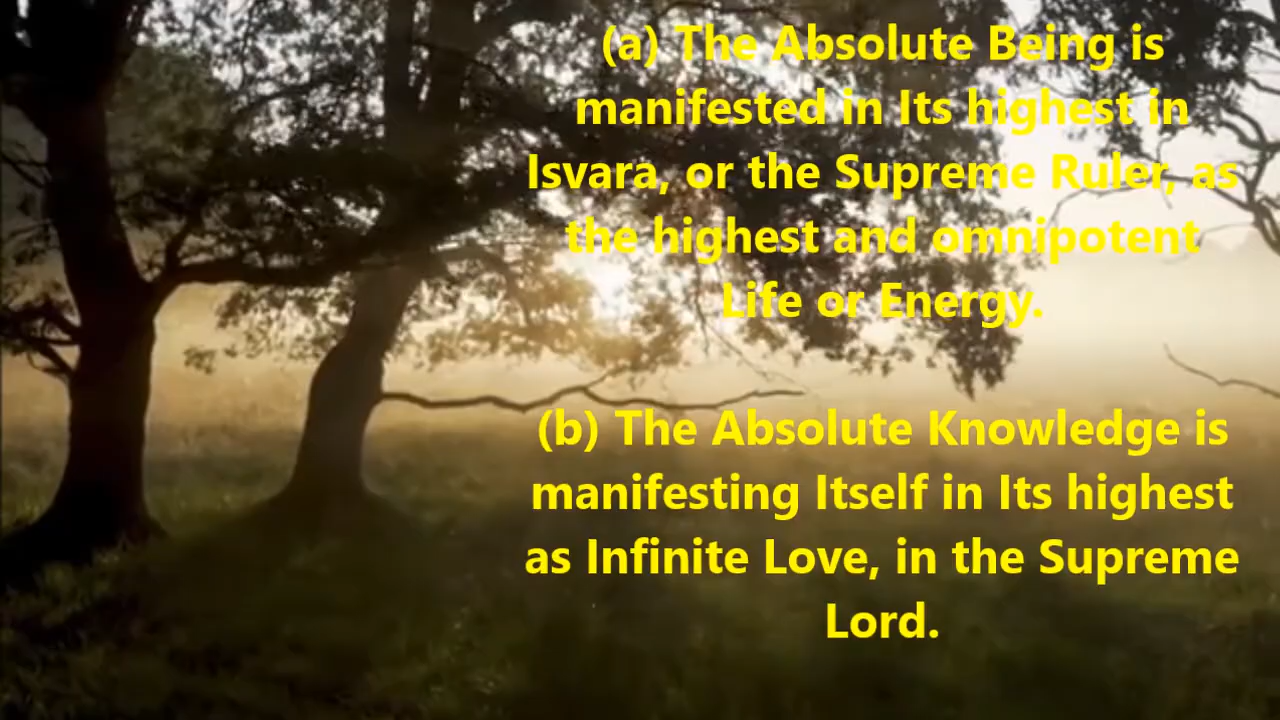 (a) The Absolute Being is
manifested in Its highest in
Isvara, or the Supreme Ruler, as
the highest and omnipotent
Life or Energy.
(b) The Absolute Knowledge is
manifesting Itself in Its highest
as Infinite Love, in the Supreme
Lord.